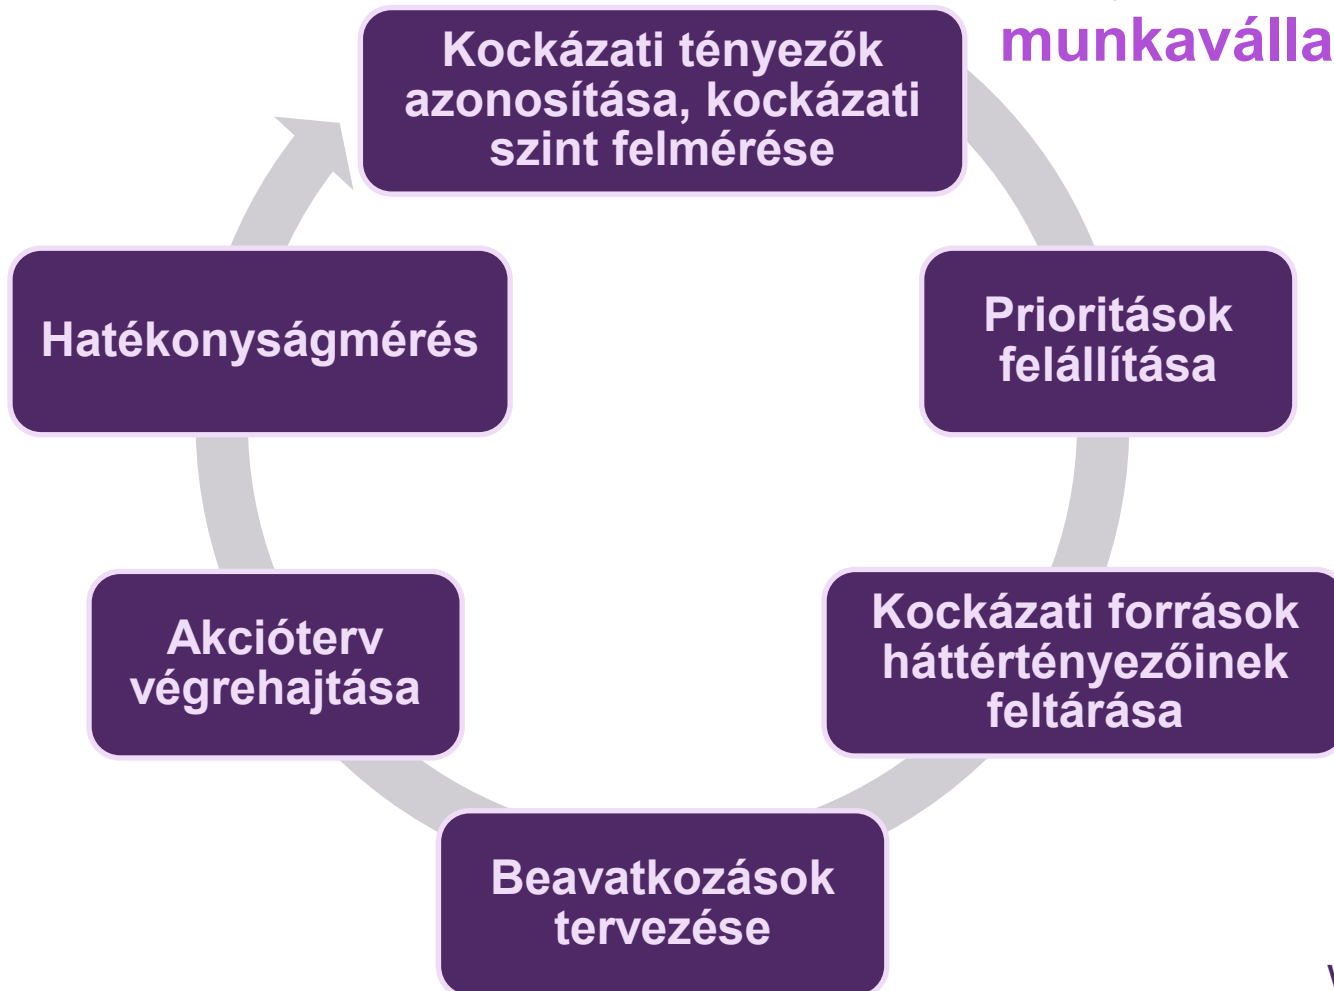 munkaválla
Kockázati tényezők
azonosítása, kockázati
szint felmérése
Prioritások
felállítása
Kockázati források
háttértényezőinek
feltárása
Beavatkozások
tervezése
Akcióterv
végrehajtása
Hatékonyságmérés